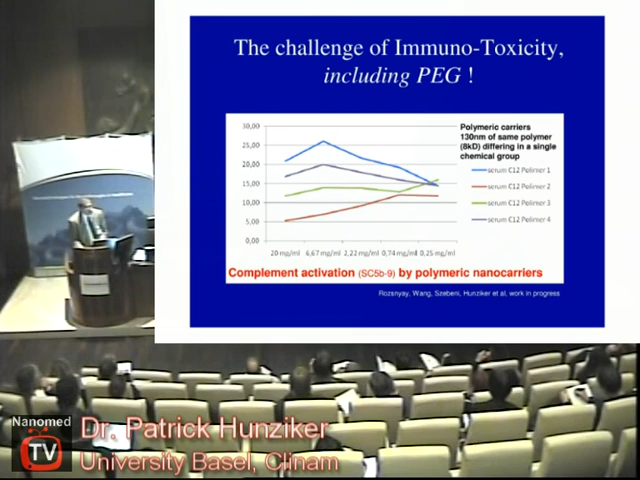 The challenge of Immuno-Toxicity,
including PEG !
Polymeric carriers
130nm of same polymer
(8kD) differing in a single
chemical group
30,00
25,00
20,00
15,00
10,00
5,00
0,00
20 mg/ml 6,67 mg/ml 2,22 mg/ml 0,74 mg/ml 0,25 mg/ml
serum C12 Polimer 1
serum C12 Polimer 2
serum C12 Polimer 3
serum C12 Polimer 4
Complement activation (SC5b-9) by polymeric nanocarriers
Rozsnyay, Wang, Szebeni, Hunziker et al, work in progress
Nanomed
TV
Dr. Patrick Hunziker
University Basel, Clinam